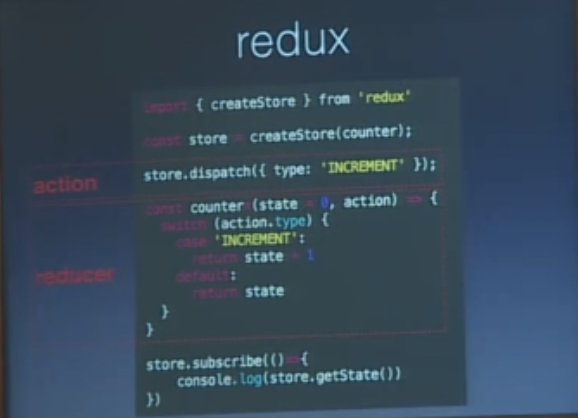 redux
import { createStore } from 'redux'
const store = createStore(counter);
action
store.dispatch({ type: 'INCREMENT' });
const counter (state = 0, action) => {
switch (action.type) {
case 'INCREMENT':
reducer
return state + 1
default:
return state
}
}
store.subscribe(()=>{
console.log(store.getState())
})